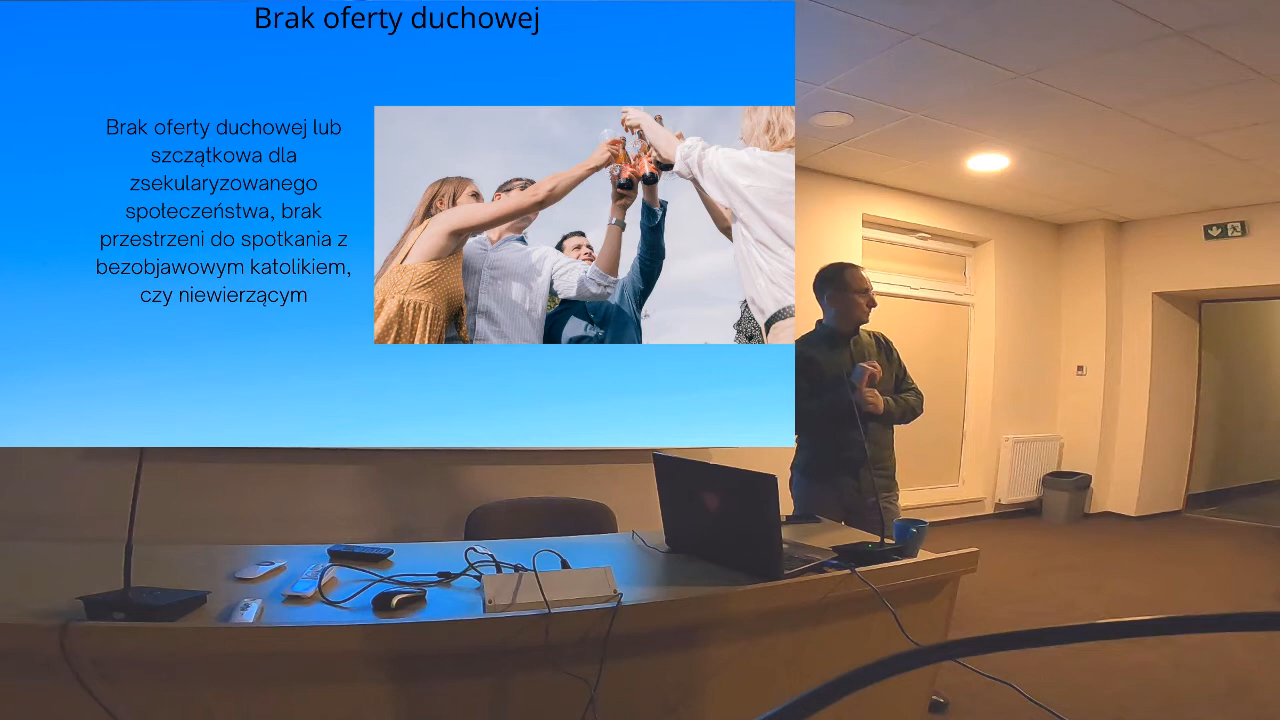 Brak oferty duchowej
Brak oferty duchowej lub
szczątkowa dla
zsekularyzowanego
społeczeństwa, brak
przestrzeni do spotkania z
bezobjawowym katolikiem,
czy niewierzącym